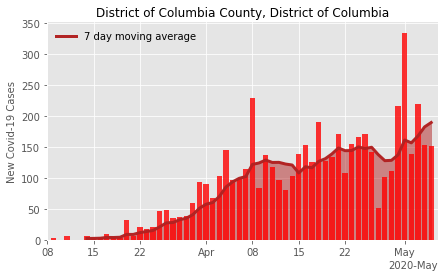 District of Columbia County, District of Columbia
7 day moving average
New Covid-19 Cases
350
300
250
200
150
100
50
0
08 15 22 Apr 08 15 22 May
2020-May